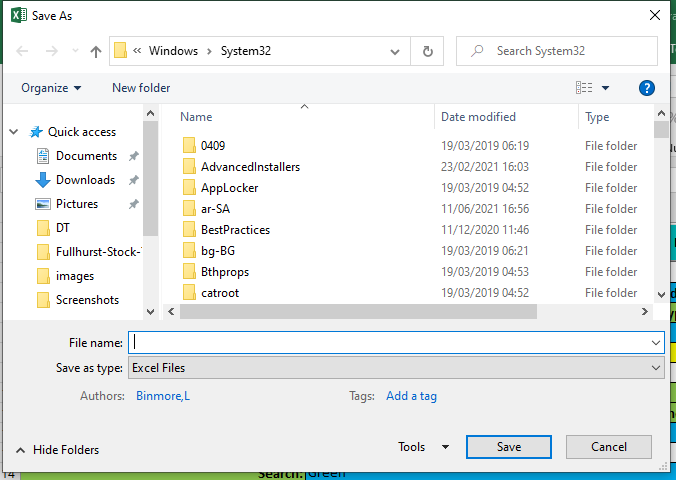 Save As
« Windows > System32
Search System32
Organize
New folder
?
Name Date modified Type
Quick access
Documents
Downloads
Pictures
DT
Fullhurst-Stock-
images
Screenshots
0409 19/03/2019 06:19 File folder
AdvancedInstallers 23/02/2021 16:03 File folder
AppLocker 19/03/2019 04:52 File folder
ar-SA 11/06/2021 16:56 File folder
BestPractices 11/12/2020 11:46 File folder
bg-BG 19/03/2019 06:21 File folder
Bthprops 19/03/2019 04:53 File folder
catroot 19/03/2019 04:52 File folder
File name:
Save as type: Excel Files
Authors: Binmore,L Tags: Add a tag
Hide Folders
Tools
Save
Cancel
14 Search: Green